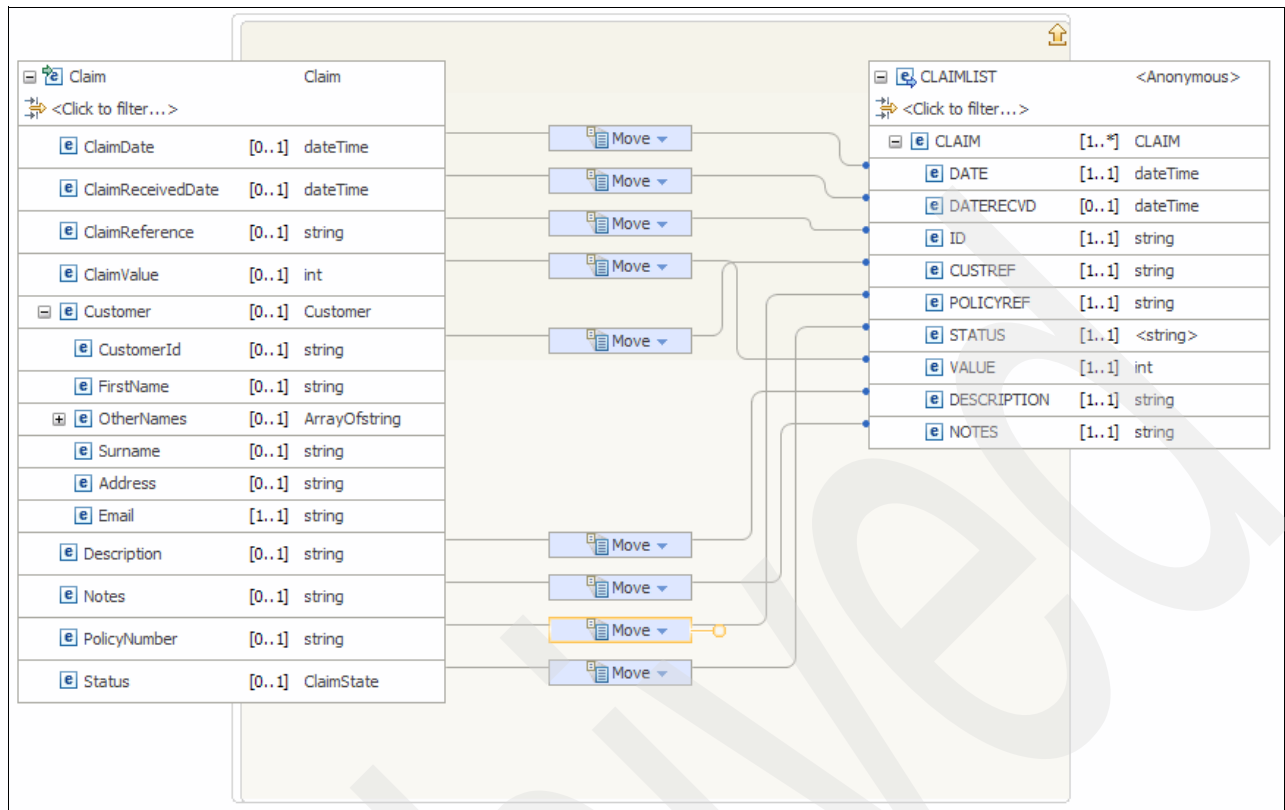 Claim Claim
<Click to filter...>
ClaimDate [0..1] dateTime
ClaimReceivedDate [0..1] dateTime
ClaimReference [0..1] string
ClaimValue [0..1] int
Customer [0..1] Customer
CustomerId [0..1] string
FirstName [0..1] string
OtherNames [0..1] ArrayOfstring
Surname [0..1] string
Address [0..1] string
Email [1..1] string
Description [0..1] string
Notes [0..1] string
PolicyNumber [0..1] string
Status [0..1] ClaimState
Move
Move
Move
Move
Move
Move
Move
Move
Move
CLAIMLIST <Anonymous>
<Click to filter...>
CLAIM [1..*] CLAIM
DATE [1..1] dateTime
DATERECVD [0..1] dateTime
ID [1..1] string
CUSTREF [1..1] string
POLICYREF [1..1] string
STATUS [1..1] <string>
VALUE [1..1] int
DESCRIPTION [1..1] string
NOTES [1..1] string